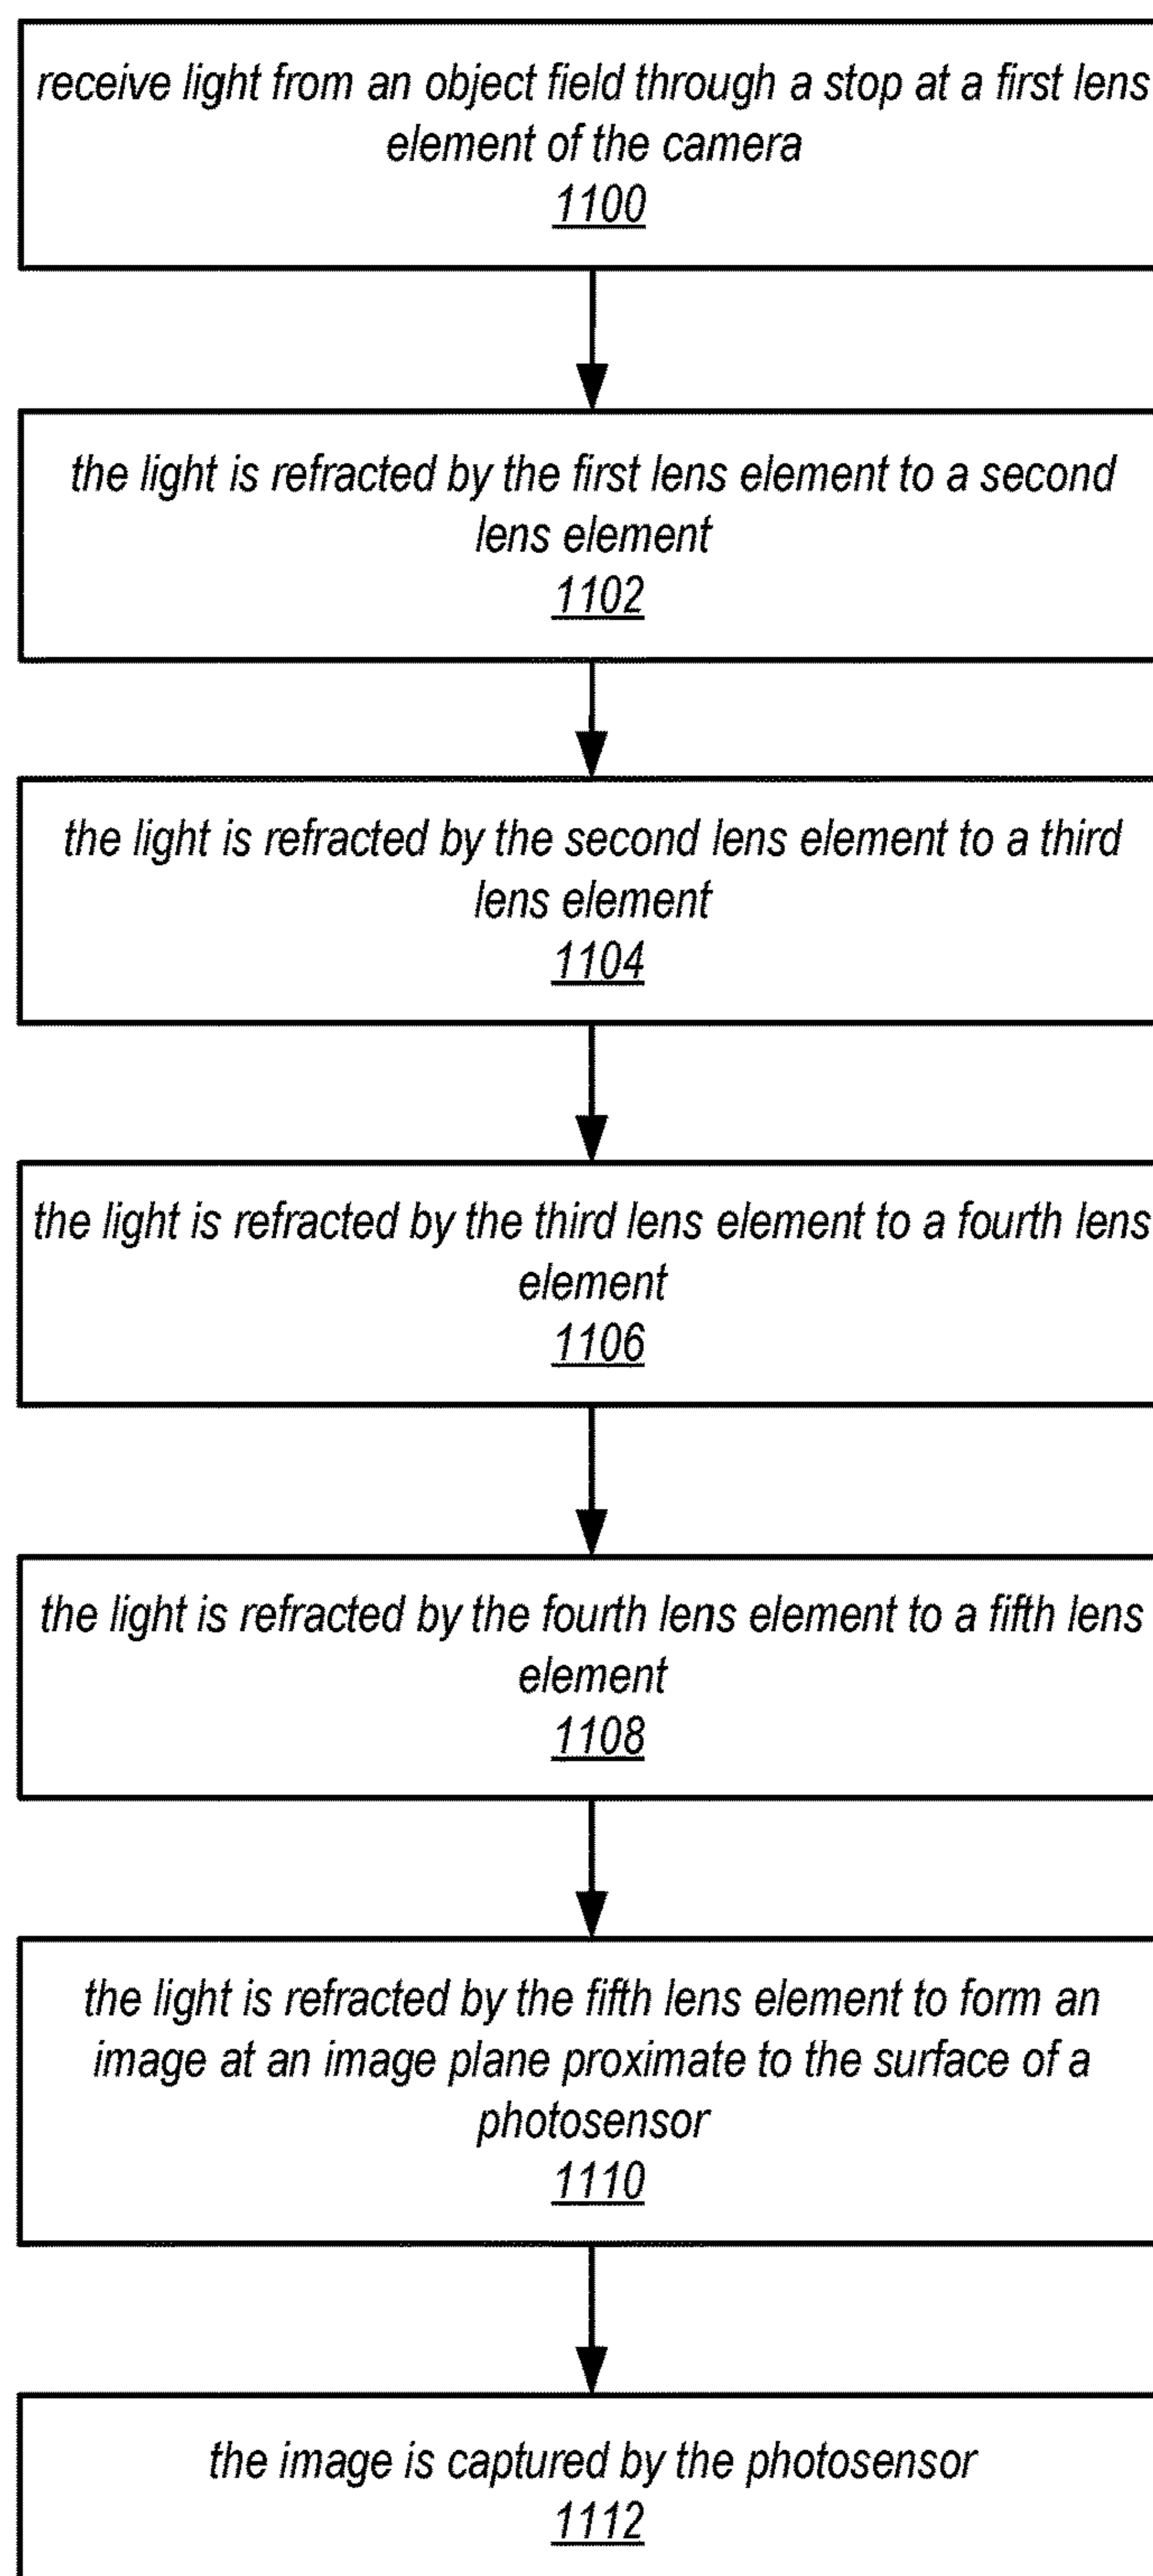 receive light from an object field through a stop at a first lens
element of the camera
1100
the light is refracted by the first lens element to a second
lens element
1102
the light is refracted by the second lens element to a third
lens element
1104
the light is refracted by the third lens element to a fourth lens
element
1106
the light is refracted by the fourth lens element to a fifth lens
element
1108
the light is refracted by the fifth lens element to form an
image at an image plane proximate to the surface of a
photosensor
1110
the image is captured by the photosensor
1112